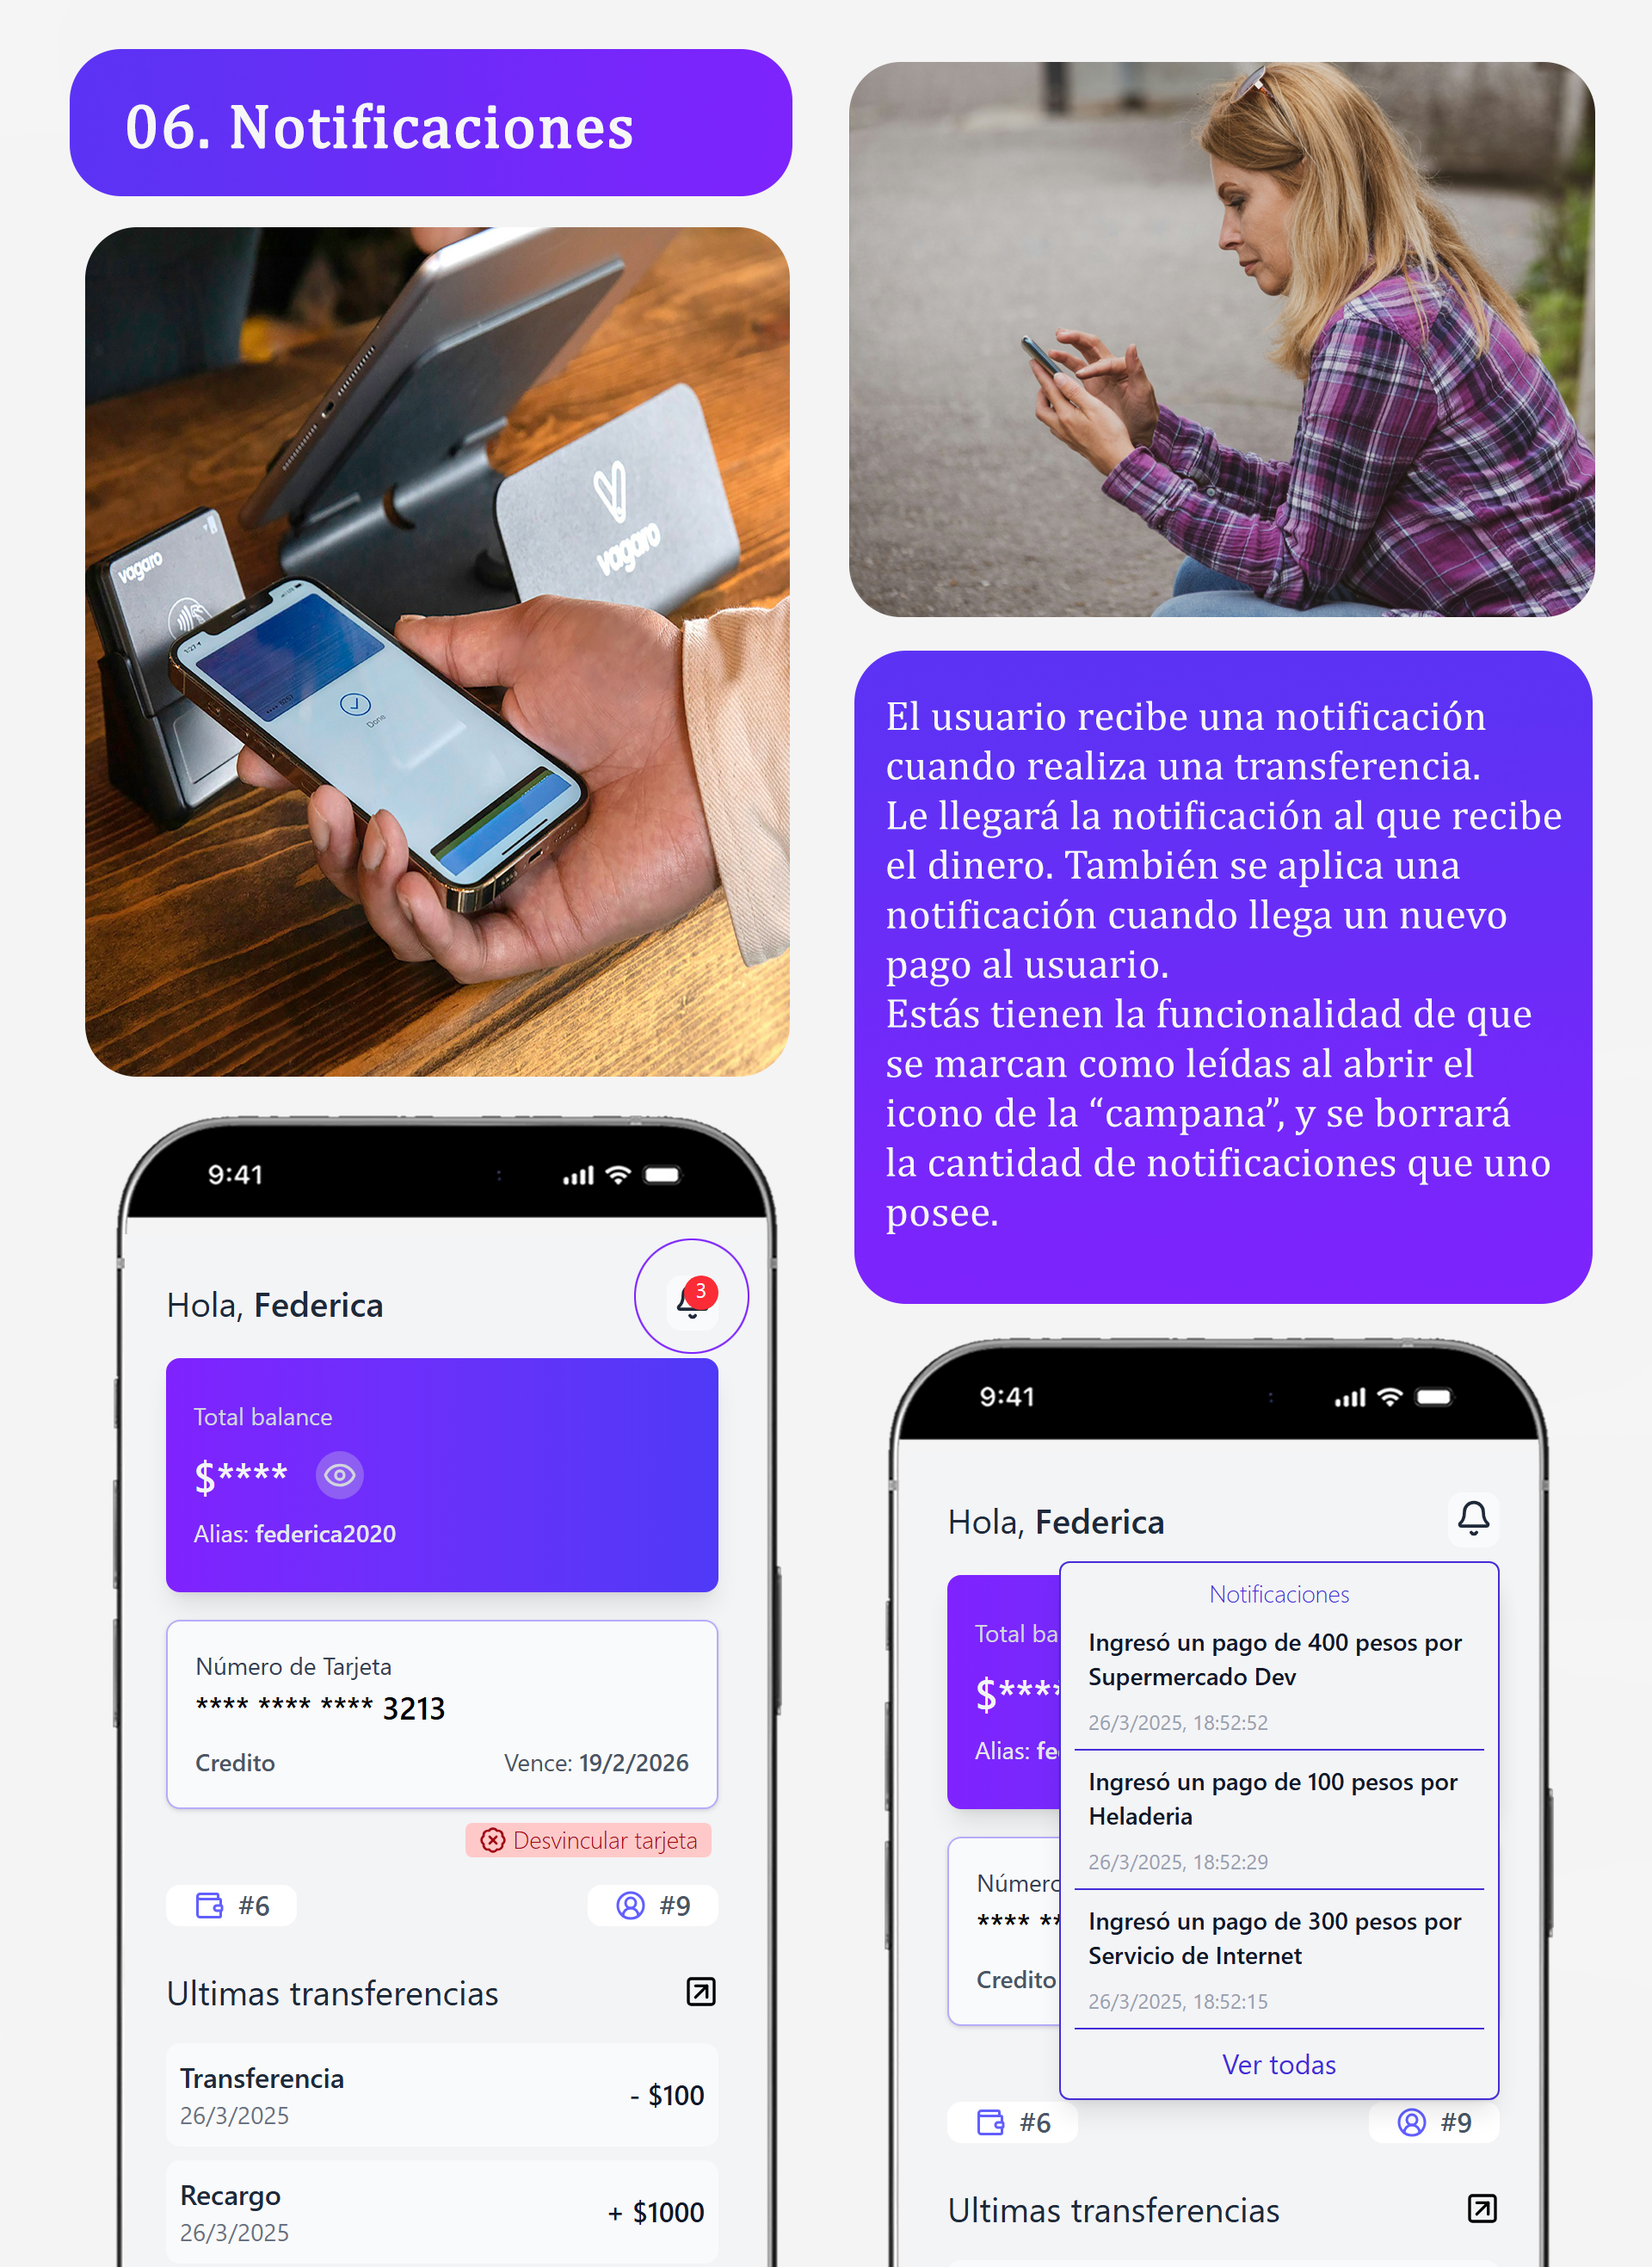 06. Notificaciones
vagaro
vagaro
Done
El usuario recibe una notificación
cuando realiza una transferencia.
Le llegará la notificación al que recibe
el dinero. También se aplica una
notificación cuando llega un nuevo
pago al usuario.
Estás tienen la funcionalidad de que
se marcan como leídas al abrir el
icono de la “campana”, y se borrará
la cantidad de notificaciones que uno
posee.
9:41
Hola, Federica
3
Total balance
$****
Alias: federica2020
Número de Tarjeta
**** **** **** 3213
Credito Vence: 19/2/2026
Desvincular tarjeta
#6 #9
Ultimas transferencias
Transferencia
26/3/2025
- $100
Recargo
26/3/2025
+ $1000
9:41
Hola, Federica
Total ba
$****
Alias: fe
Número
**** **
Credito
Notificaciones
Ingresó un pago de 400 pesos por
Supermercado Dev
26/3/2025, 18:52:52
Ingresó un pago de 100 pesos por
Heladeria
26/3/2025, 18:52:29
Ingresó un pago de 300 pesos por
Servicio de Internet
26/3/2025, 18:52:15
Ver todas
#6 #9
Ultimas transferencias